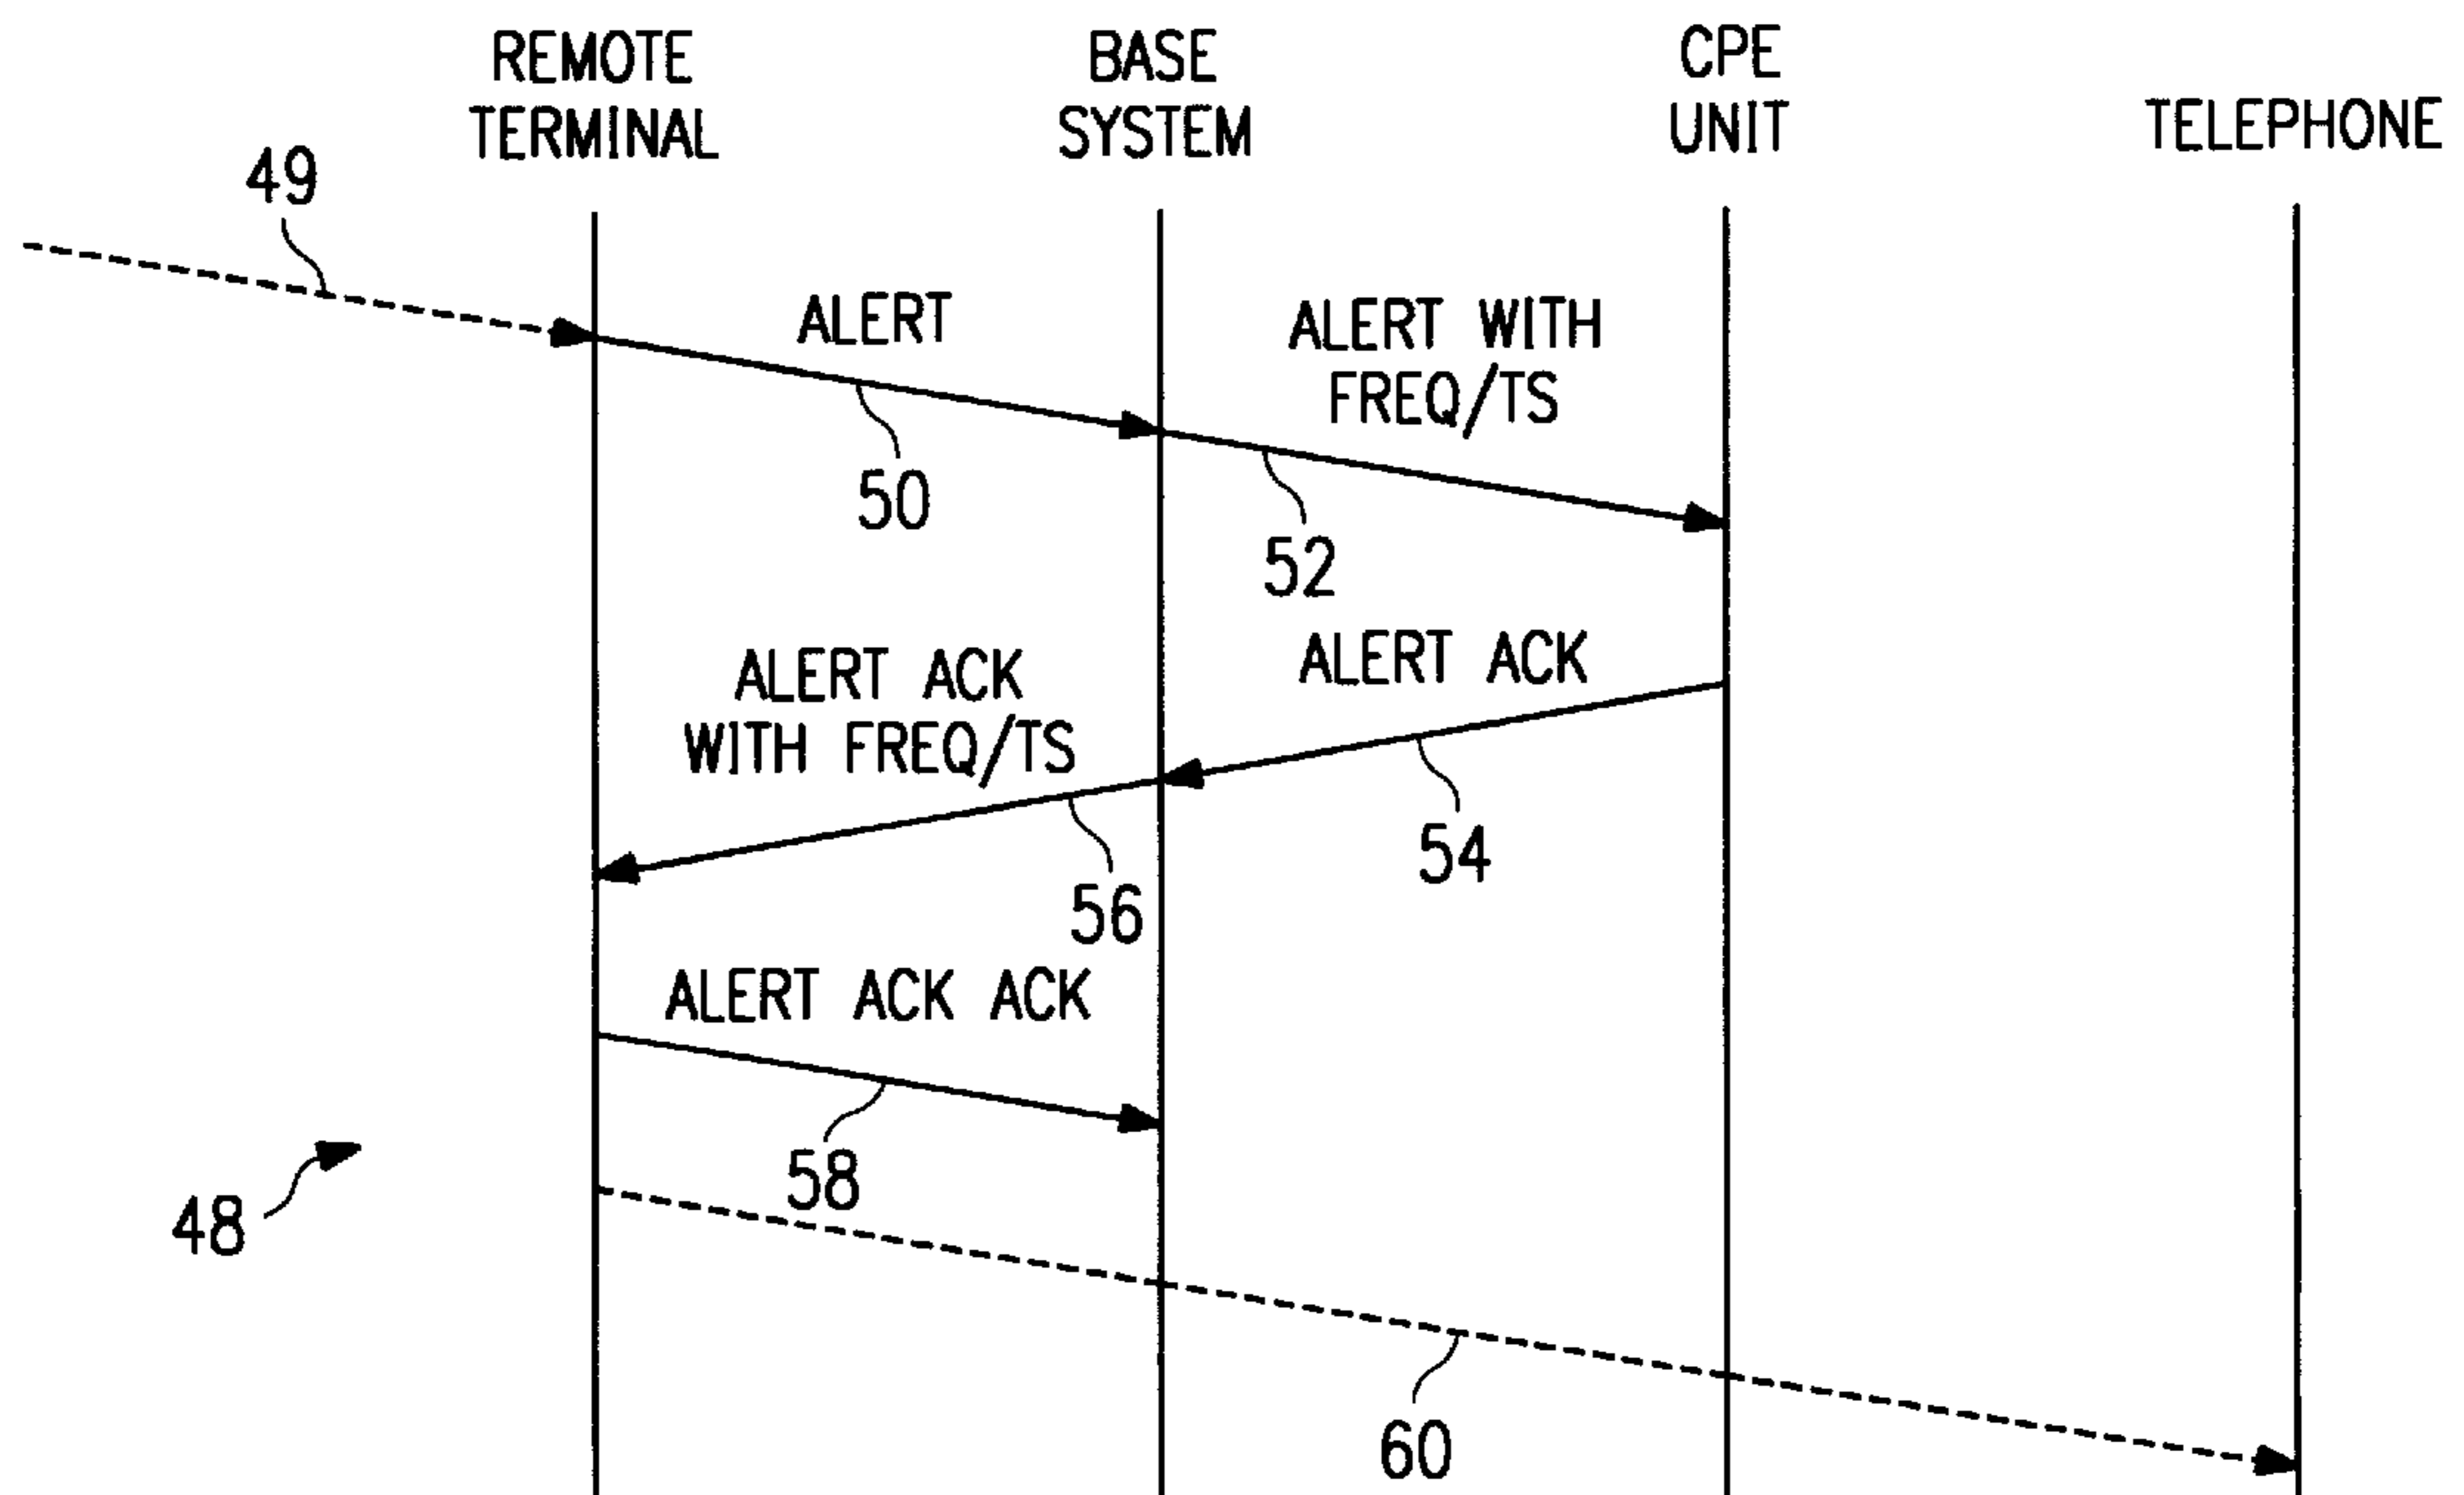 REMOTE
TERMINAL
BASE
SYSTEM
CPE
UNIT
TELEPHONE
49
ALERT
50
ALERT WITH
FREQ/TS
52
ALERT ACK
54
ALERT ACK
WITH FREQ/TS
56
ALERT ACK ACK
58
48
60